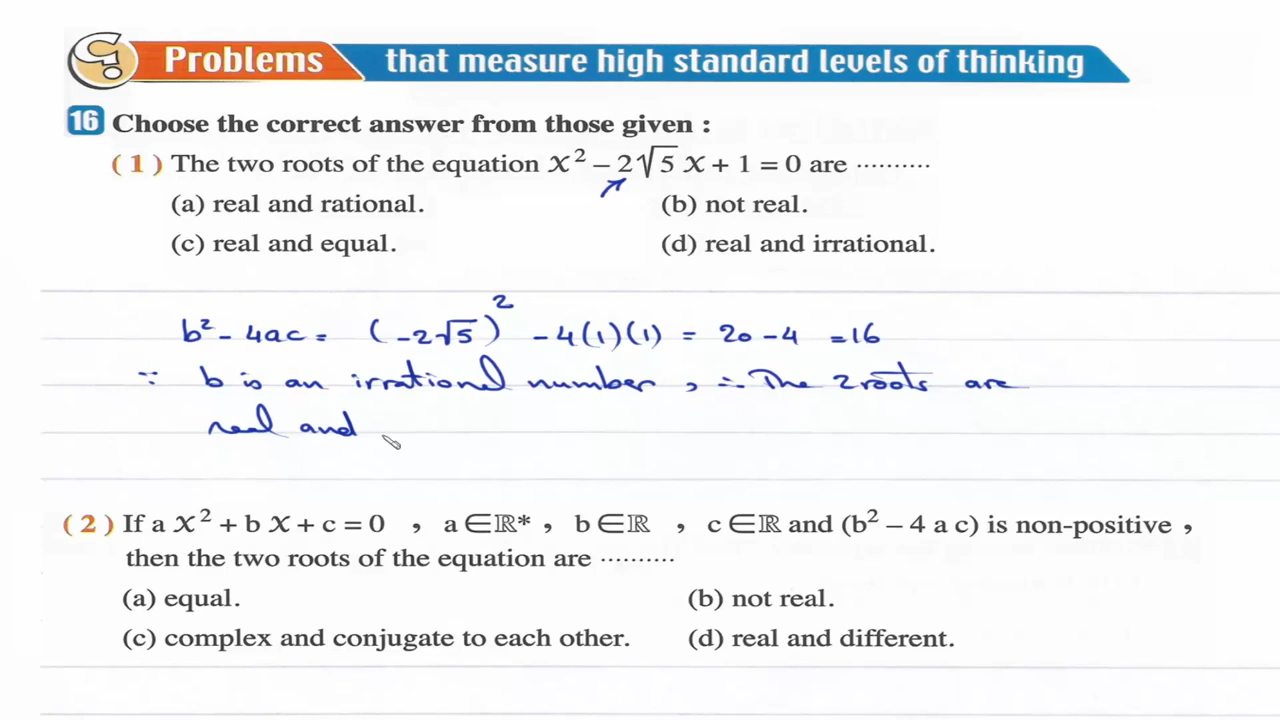 Problems that measure high standard levels of thinking
16 Choose the correct answer from those given :
( 1 ) The two roots of the equation x² – 2√5 x + 1 = 0 are ··········
(a) real and rational. (b) not real.
(c) real and equal. (d) real and irrational.
b² - 4ac = (-2√5)² - 4(1)(1) = 20 - 4 = 16
∵ b is an irrational number, ∴ The 2 roots are
real and
( 2 ) If a x² + b x + c = 0 , a ∈ ℝ* , b ∈ ℝ , c ∈ ℝ and (b² – 4 a c) is non-positive ,
then the two roots of the equation are ··········
(a) equal. (b) not real.
(c) complex and conjugate to each other. (d) real and different.